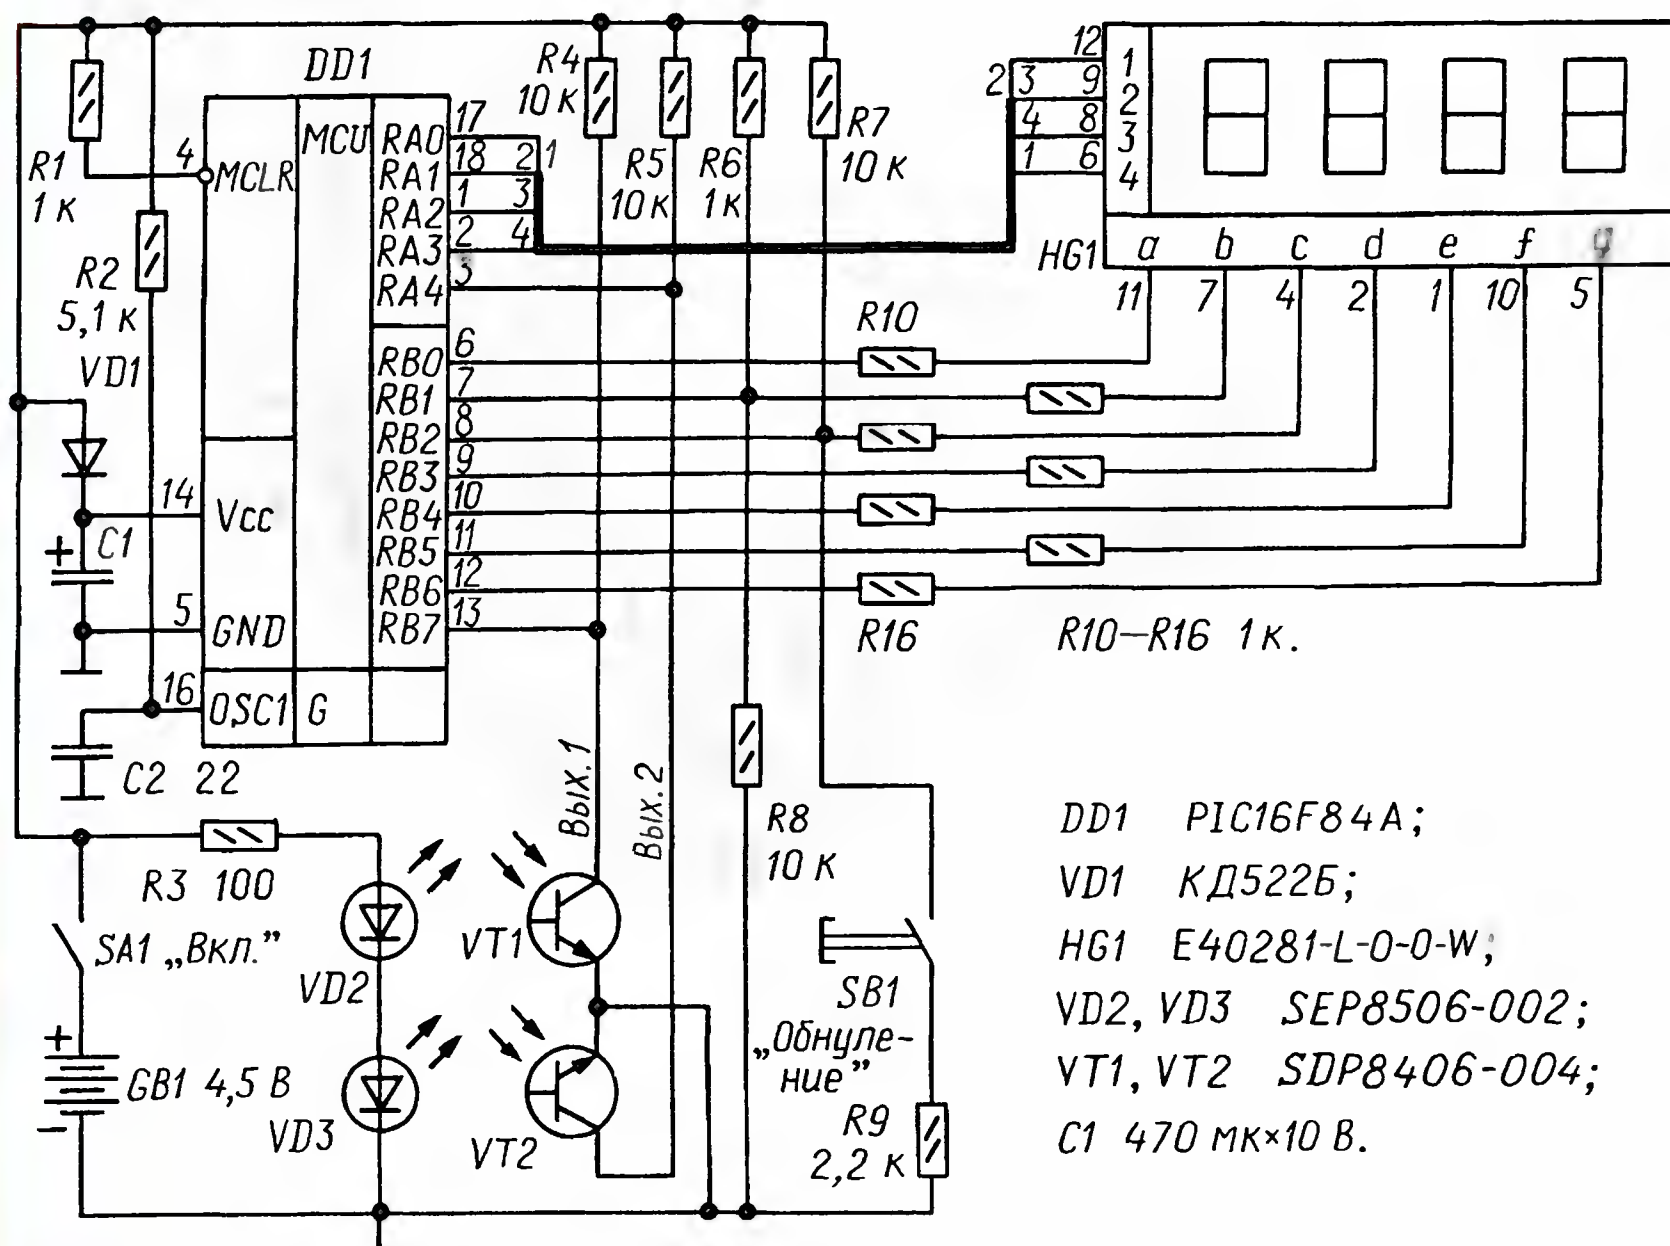 DD1
MCU
4
MCLR
14
Vcc
5
GND
16
OSC1 G
17
RA0
18
RA1
1
RA2
2
RA3
3
RA4
6
RB0
7
RB1
8
RB2
9
RB3
10
RB4
11
RB5
12
RB6
13
RB7
1
2
3
4
R1
1 к
R2
5,1 к
VD1
+
C1
C2 22
R3 100
SA1 „Вкл.”
+
GB1 4,5 В
−
VD2
VD3
R4
10 к
R5
10 к
R6
1 к
R7
10 к
2
3
4
1
12
9
8
6
1
2
3
4
HG1
a b c d e f
11 7 4 2 1 10 5
R10
R16
R10—R16 1 к.
Вых. 1
Вых. 2
VT1
VT2
R8
10 к
SB1
„Обнуле-
ние”
R9
2,2 к
DD1 PIC16F84A;
VD1 КД522Б;
HG1 E40281-L-O-O-W;
VD2, VD3 SEP8506-002;
VT1, VT2 SDP8406-004;
C1 470 мк×10 В.